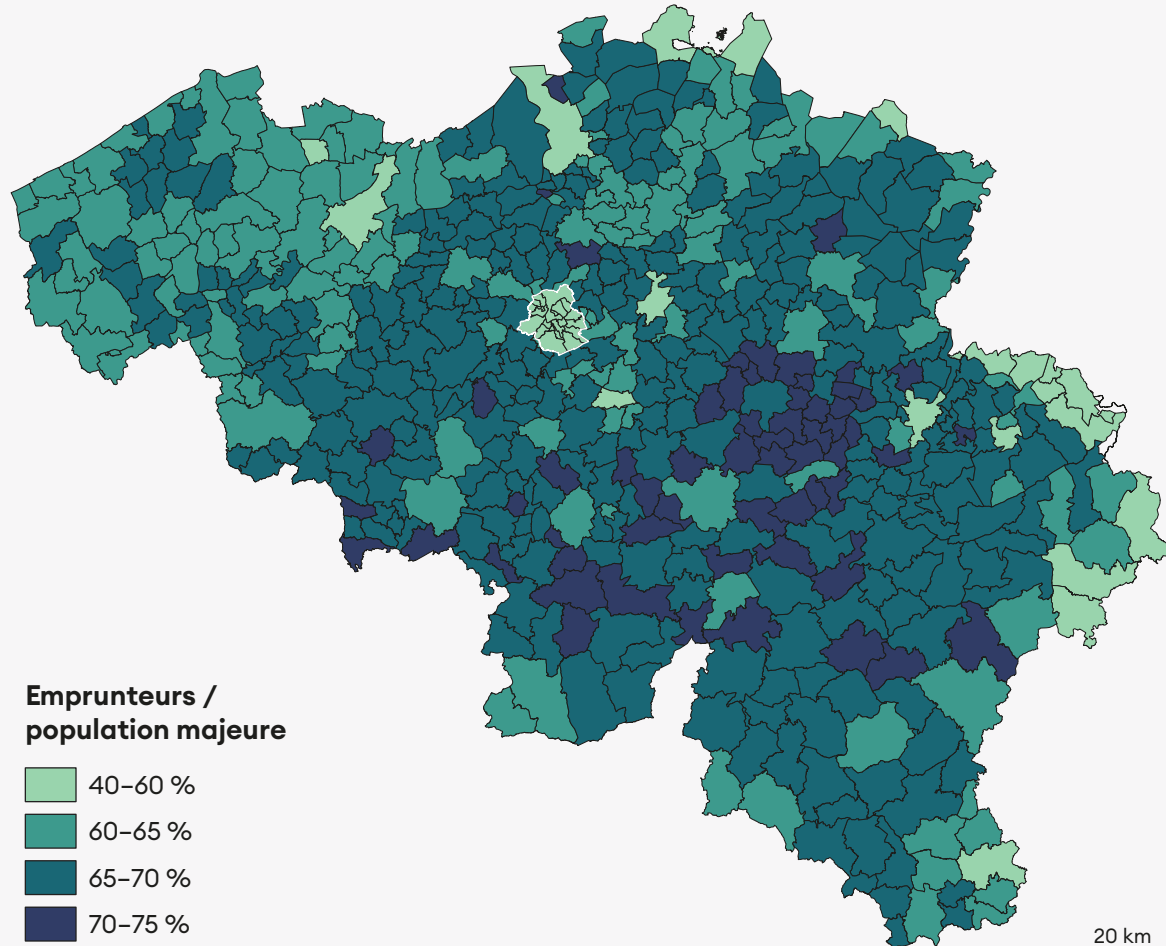 Emprunteurs /
population majeure
40–60 %
60–65 %
65–70 %
70–75 %
20 km